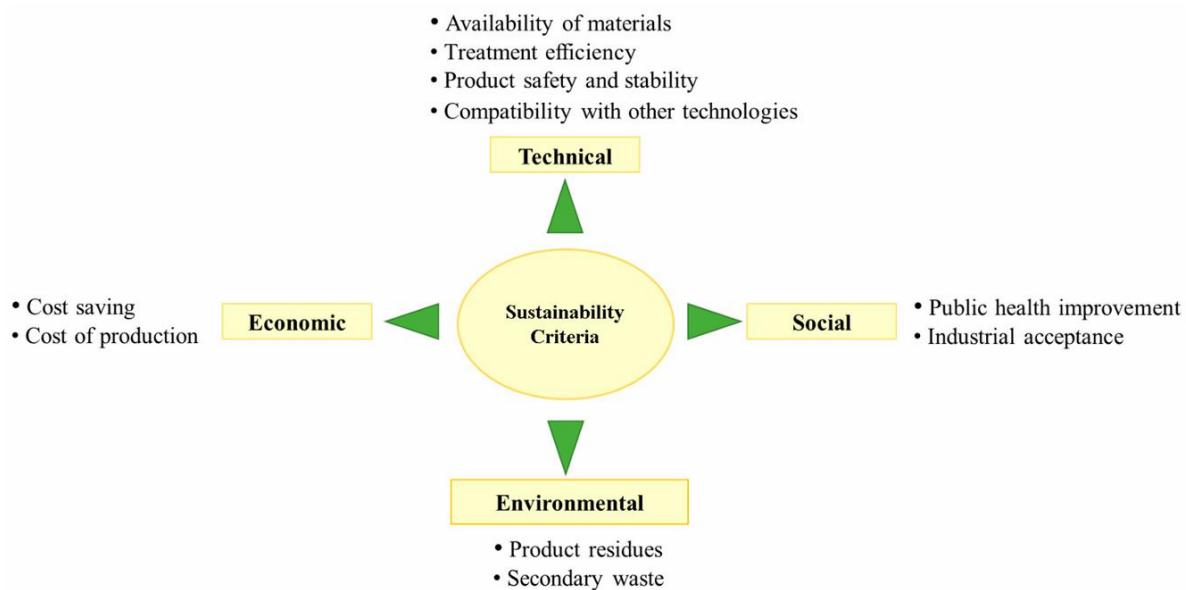 • Availability of materials
• Treatment efficiency
• Product safety and stability
• Compatibility with other technologies
Technical
• Cost saving
• Cost of production
Economic
Sustainability
Criteria
Social
• Public health improvement
• Industrial acceptance
Environmental
• Product residues
• Secondary waste